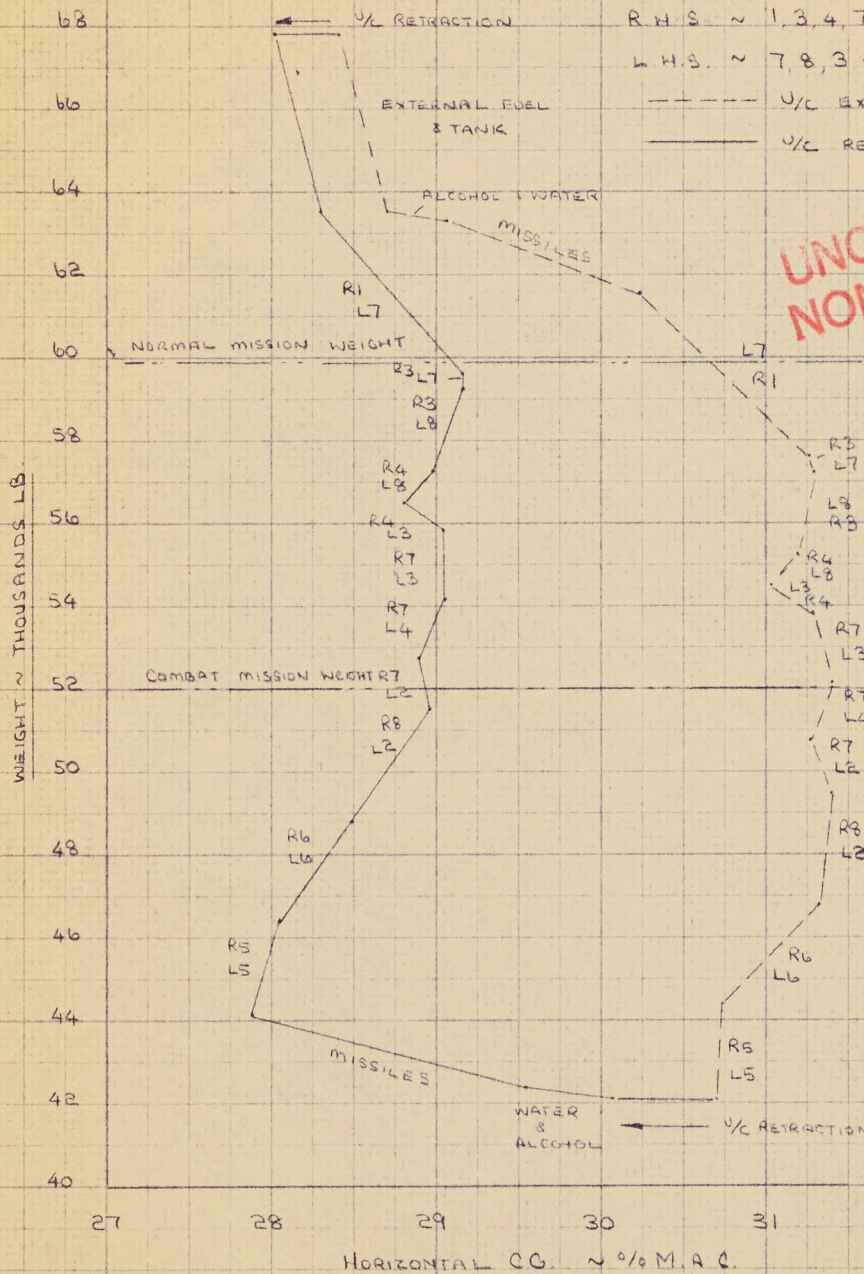 68
U/C RETRACTION
R.H.S. ~ 1, 3, 4, 7
L.H.S. ~ 7, 8, 3
EXTERNAL FUEL
& TANK
U/C EX
U/C RE
66
64
ALCOHOL & WATER
MISSILES
62
UNC
NON
R1
L7
60
NORMAL MISSION WEIGHT
L7
R1
R3
L7
R3
L8
58
R3
L7
R4
L8
L8
R3
56
R4
L3
R4
L8
R7
L3
L3
R4
54
R7
L4
R7
L3
COMBAT MISSION WEIGHT
R7
L2
52
R7
L4
R8
L2
R7
L2
50
R6
L6
R8
L2
48
46
R5
L5
R6
L6
44
MISSILES
R5
L5
42
WATER
&
ALCOHOL
U/C RETRACTION
40
WEIGHT ~ THOUSANDS LB.
27 28 29 30 31
HORIZONTAL CG. ~ % M.A.C.